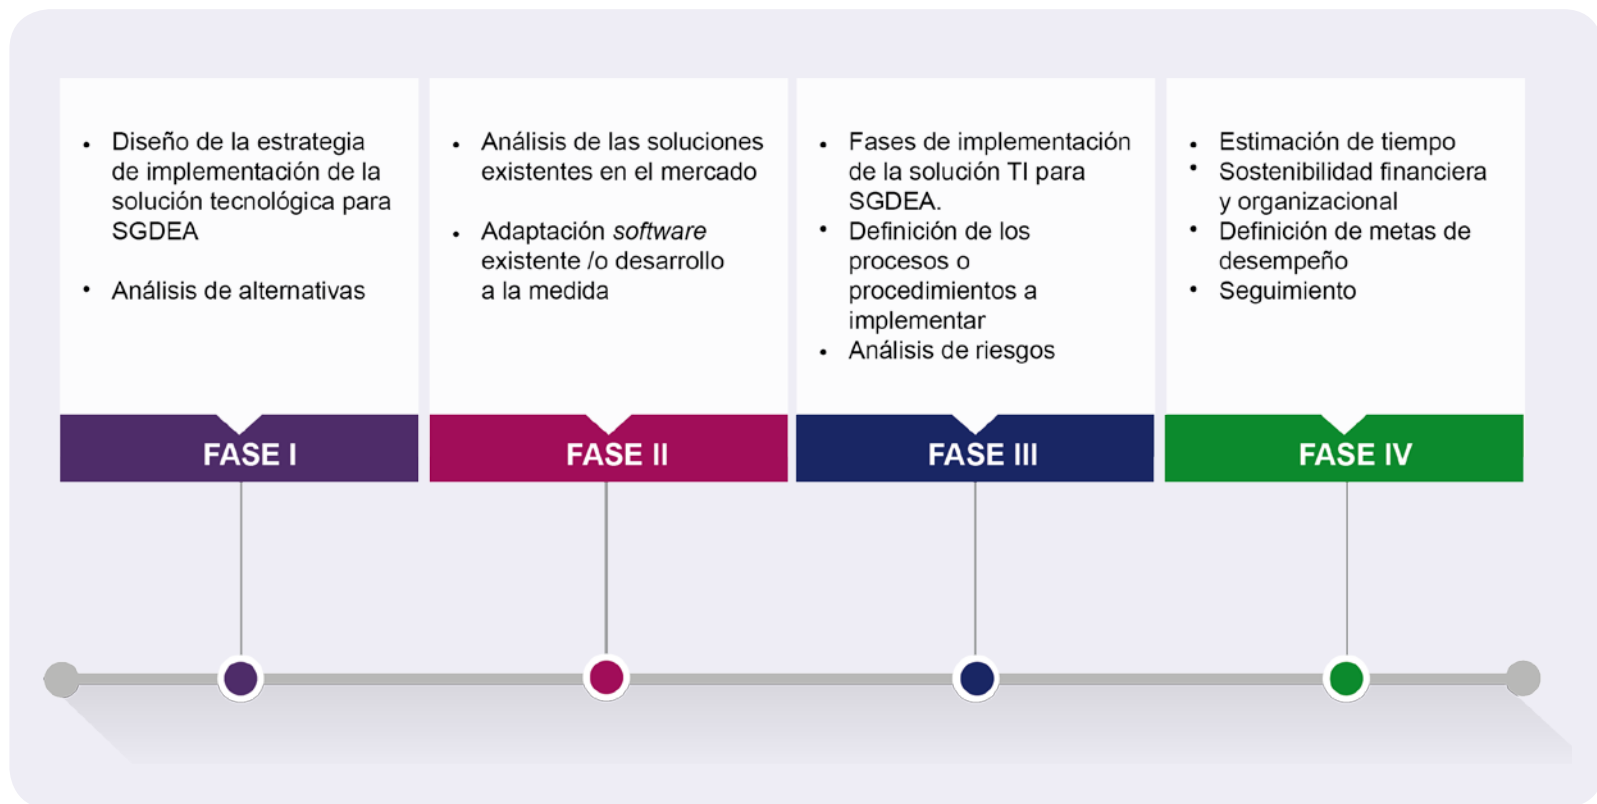 • Diseño de la estrategia
de implementación de la
solución tecnológica para
SGDEA
• Análisis de alternativas
FASE I
• Análisis de las soluciones
existentes en el mercado
• Adaptación software
existente /o desarrollo
a la medida
FASE II
• Fases de implementación
de la solución TI para
SGDEA.
• Definición de los
procesos o
procedimientos a
implementar
• Análisis de riesgos
FASE III
• Estimación de tiempo
• Sostenibilidad financiera
y organizacional
• Definición de metas de
desempeño
• Seguimiento
FASE IV